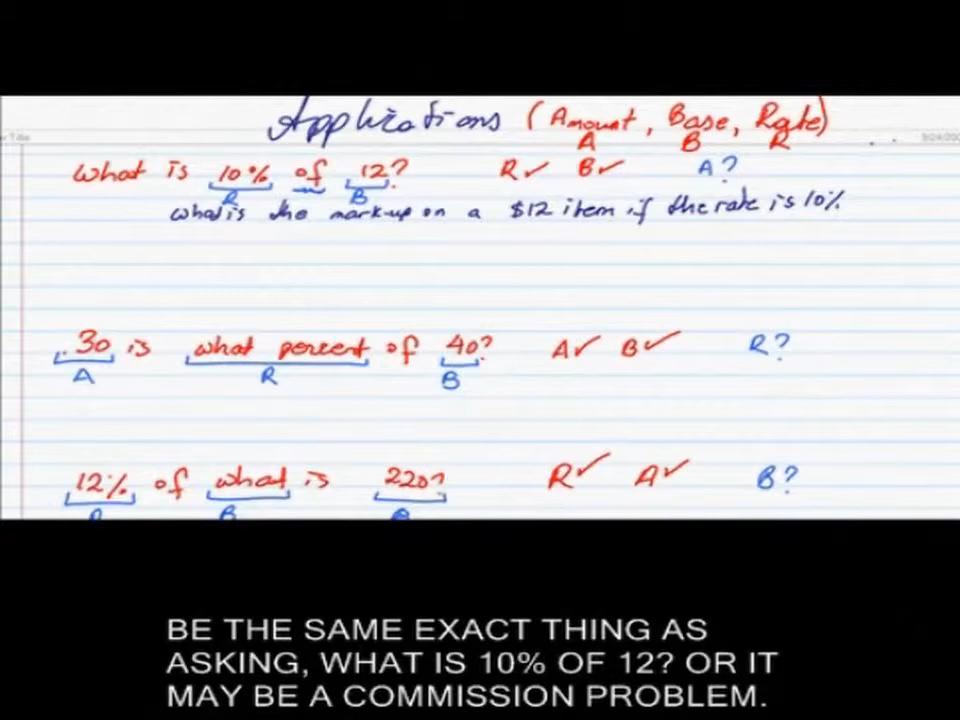 Applications (Amount, Base, Rate)
A B R
What is 10% of 12? R✓ B✓ A?
R B
what is the mark-up on a $12 item if the rate is 10%
.30 is what percent of 40? A✓ B✓ R?
A R B
12% of what is 220? R✓ A✓ B?
BE THE SAME EXACT THING AS
ASKING, WHAT IS 10% OF 12? OR IT
MAY BE A COMMISSION PROBLEM.